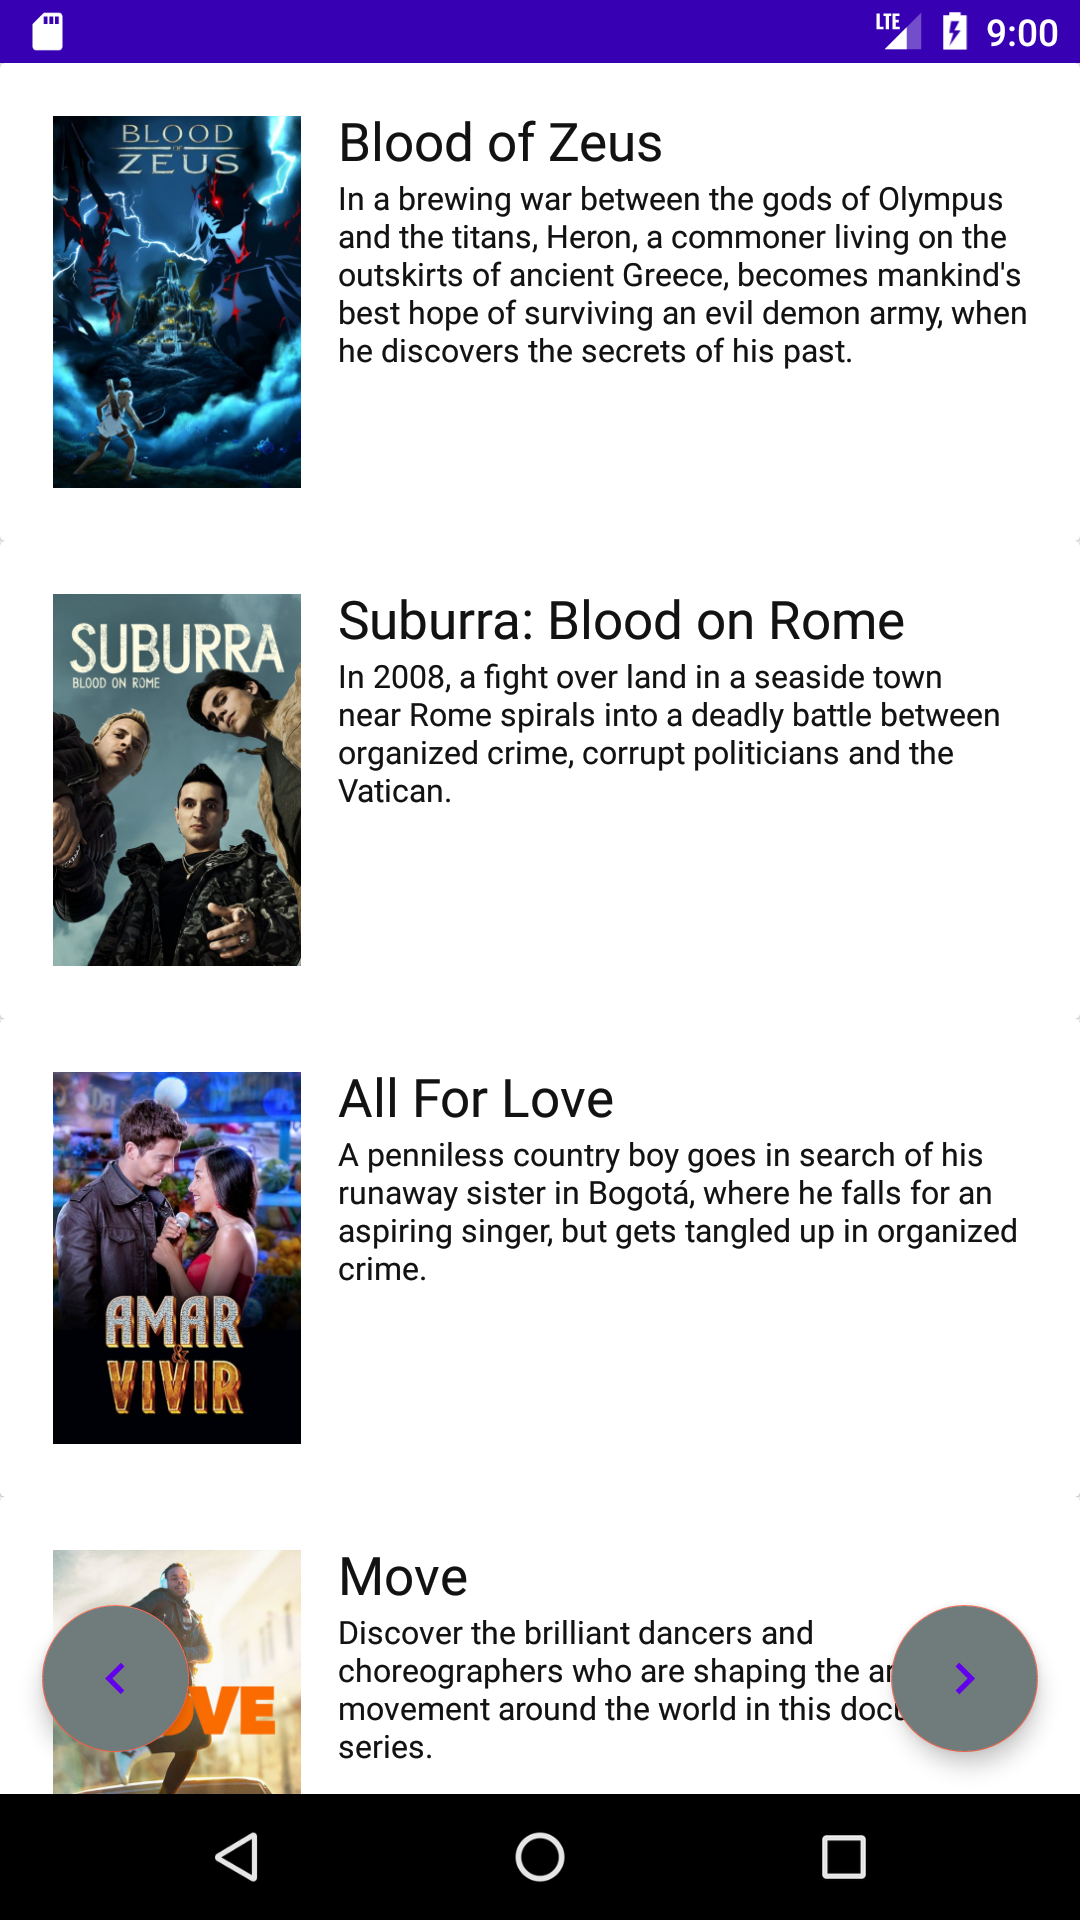 LTE 9:00
BLOOD
OF
ZEUS
Blood of Zeus
In a brewing war between the gods of Olympus
and the titans, Heron, a commoner living on the
outskirts of ancient Greece, becomes mankind's
best hope of surviving an evil demon army, when
he discovers the secrets of his past.
SUBURRA
BLOOD ON ROME
Suburra: Blood on Rome
In 2008, a fight over land in a seaside town
near Rome spirals into a deadly battle between
organized crime, corrupt politicians and the
Vatican.
AMAR
&
VIVIR
All For Love
A penniless country boy goes in search of his
runaway sister in Bogotá, where he falls for an
aspiring singer, but gets tangled up in organized
crime.
Move
Discover the brilliant dancers and
choreographers who are shaping the
movement around the world in this
series.